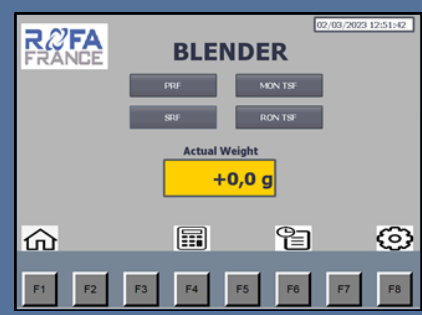 02/03/2023 12:51:42
ROFA
FRANCE
BLENDER
PRF MON TSF
SRF RON TSF
Actual Weight
+0,0 g
F1 F2 F3 F4 F5 F6 F7 F8